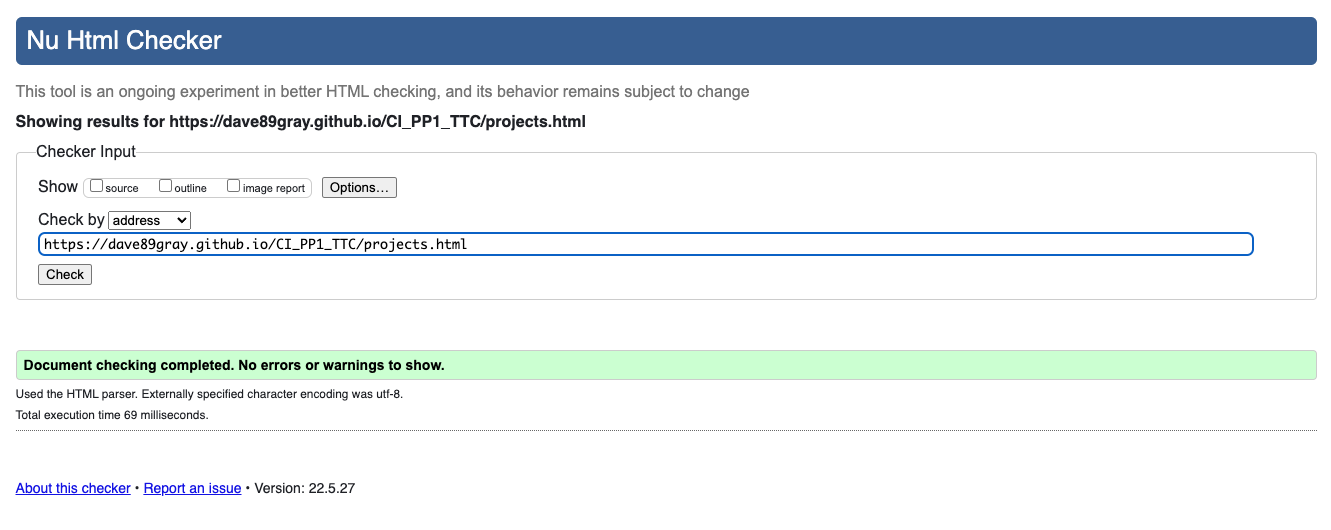 Nu Html Checker
This tool is an ongoing experiment in better HTML checking, and its behavior remains subject to change
Showing results for https://dave89gray.github.io/CI_PP1_TTC/projects.html
Checker Input
Show source outline image report Options...
Check by address
https://dave89gray.github.io/CI_PP1_TTC/projects.html
Check
Document checking completed. No errors or warnings to show.
Used the HTML parser. Externally specified character encoding was utf-8.
Total execution time 69 milliseconds.
About this checker • Report an issue • Version: 22.5.27